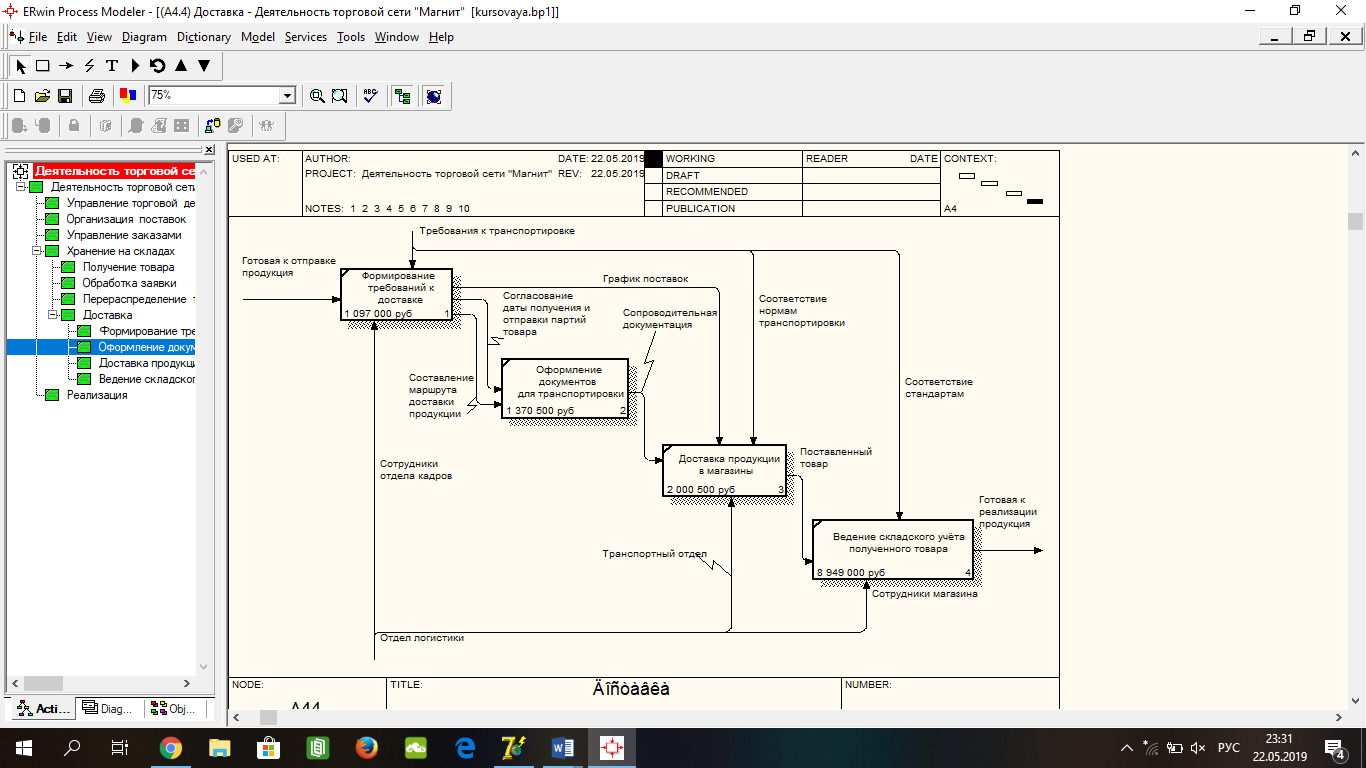 ERwin Process Modeler - [(A4.4) Доставка - Деятельность торговой сети "Магнит" [kursovaya.bp1]]
File Edit View Diagram Dictionary Model Services Tools Window Help
75%
ABC
Деятельность торговой се
Деятельность торговой сети
Управление торговой де
Организация поставок
Управление заказами
Хранение на складах
Получение товара
Обработка заявки
Перераспределение т
Доставка
Формирование тре
Оформление докум
Доставка продукци
Ведение складског
Реализация
Acti...
Diag...
Obj...
USED AT:
AUTHOR:
DATE: 22.05.2019
PROJECT: Деятельность торговой сети "Магнит"
REV: 22.05.2019
NOTES: 1 2 3 4 5 6 7 8 9 10
WORKING
DRAFT
RECOMMENDED
PUBLICATION
READER
DATE
CONTEXT:
A4
Требования к транспортировке
Готовая к отправке
продукция
Формирование
требований к
доставке
1 097 000 руб
1
График поставок
Согласование
даты получения и
отправки партий
товара
Сопроводительная
документация
Соответствие
нормам
транспортировки
Составление
маршрута
доставки
продукции
Оформление
документов
для транспортировки
1 370 500 руб
2
Соответствие
стандартам
Сотрудники
отдела кадров
Доставка продукции
в магазины
2 000 500 руб
3
Поставленный
товар
Готовая к
реализации
продукция
Ведение складского учёта
полученного товара
8 949 000 руб
4
Транспортный отдел
Сотрудники магазина
Отдел логистики
NODE:
A44
TITLE:
Äîñòàâêà
NUMBER:
РУС
23:31
22.05.2019
4